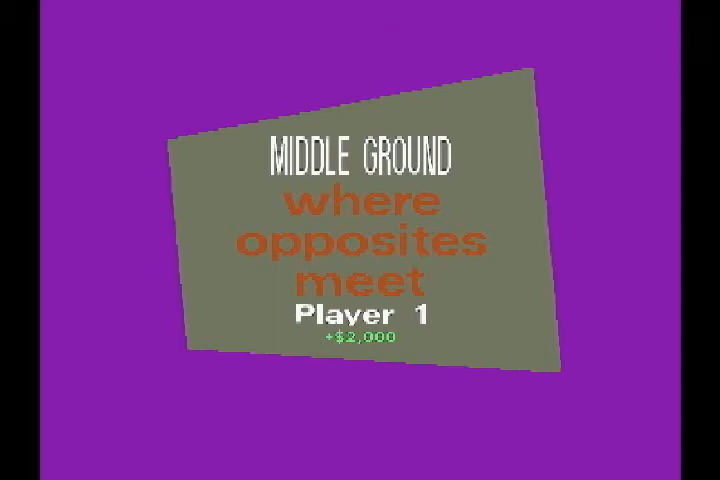 MIDDLE GROUND
where
opposites
meet
Player 1
+$2,000